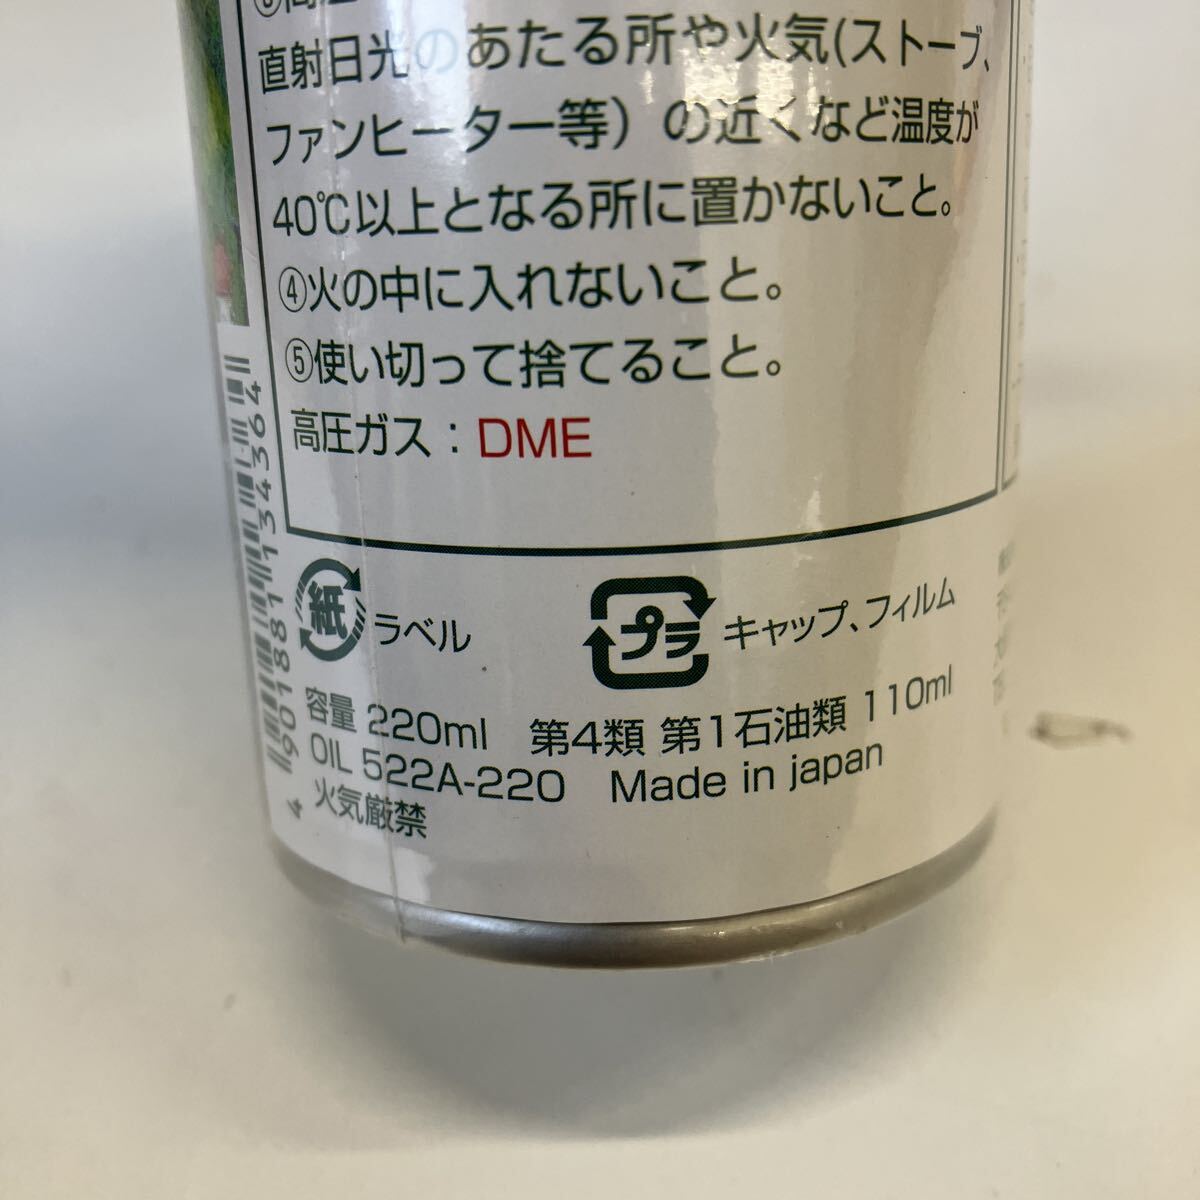 直射日光のあたる所や火気(ストーブ、
ファンヒーター等）の近くなど温度が
40℃以上となる所に置かないこと。
④火の中に入れないこと。
⑤使い切って捨てること。
高圧ガス：DME
紙 ラベル
プラ キャップ、フィルム
容量 220ml 第4類 第1石油類 110ml
OIL 522A-220 Made in japan
火気厳禁
4 901881 134364